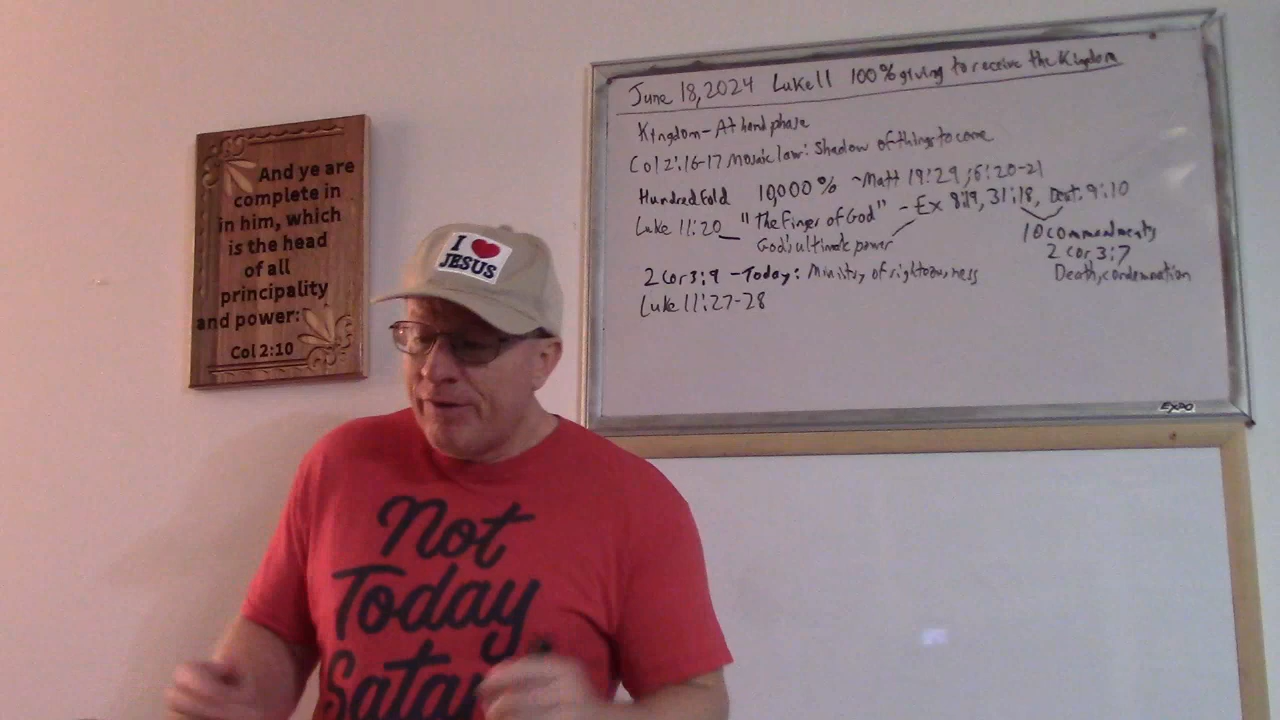 And ye are
complete in
in him, which
is the head
of all
principality
and power:
Col 2:10
I ❤ JESUS
Not
Today
Satan
June 18, 2024 Luke 11 100% giving to receive the Kingdom
Kingdom - At hand phase
Col 2:16-17 Mosaic law: Shadow of things to come
Hundredfold 10,000% ~Matt 19:29; 6:20-21
Luke 11:20 "The Finger of God" - Ex 8:19, 31:18, Deut. 9:10
God's ultimate power
10 commandments
2 Cor 3:7
Death, condemnation
2 Cor 3:9 - Today: Ministry of righteousness
Luke 11:27-28
EXPO